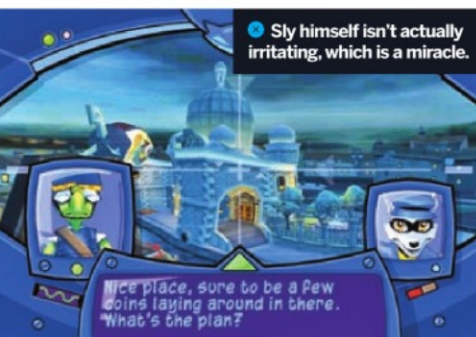 Sly himself isn't actually
irritating, which is a miracle.
Nice place, sure to be a few
coins laying around in there.
What's the plan?